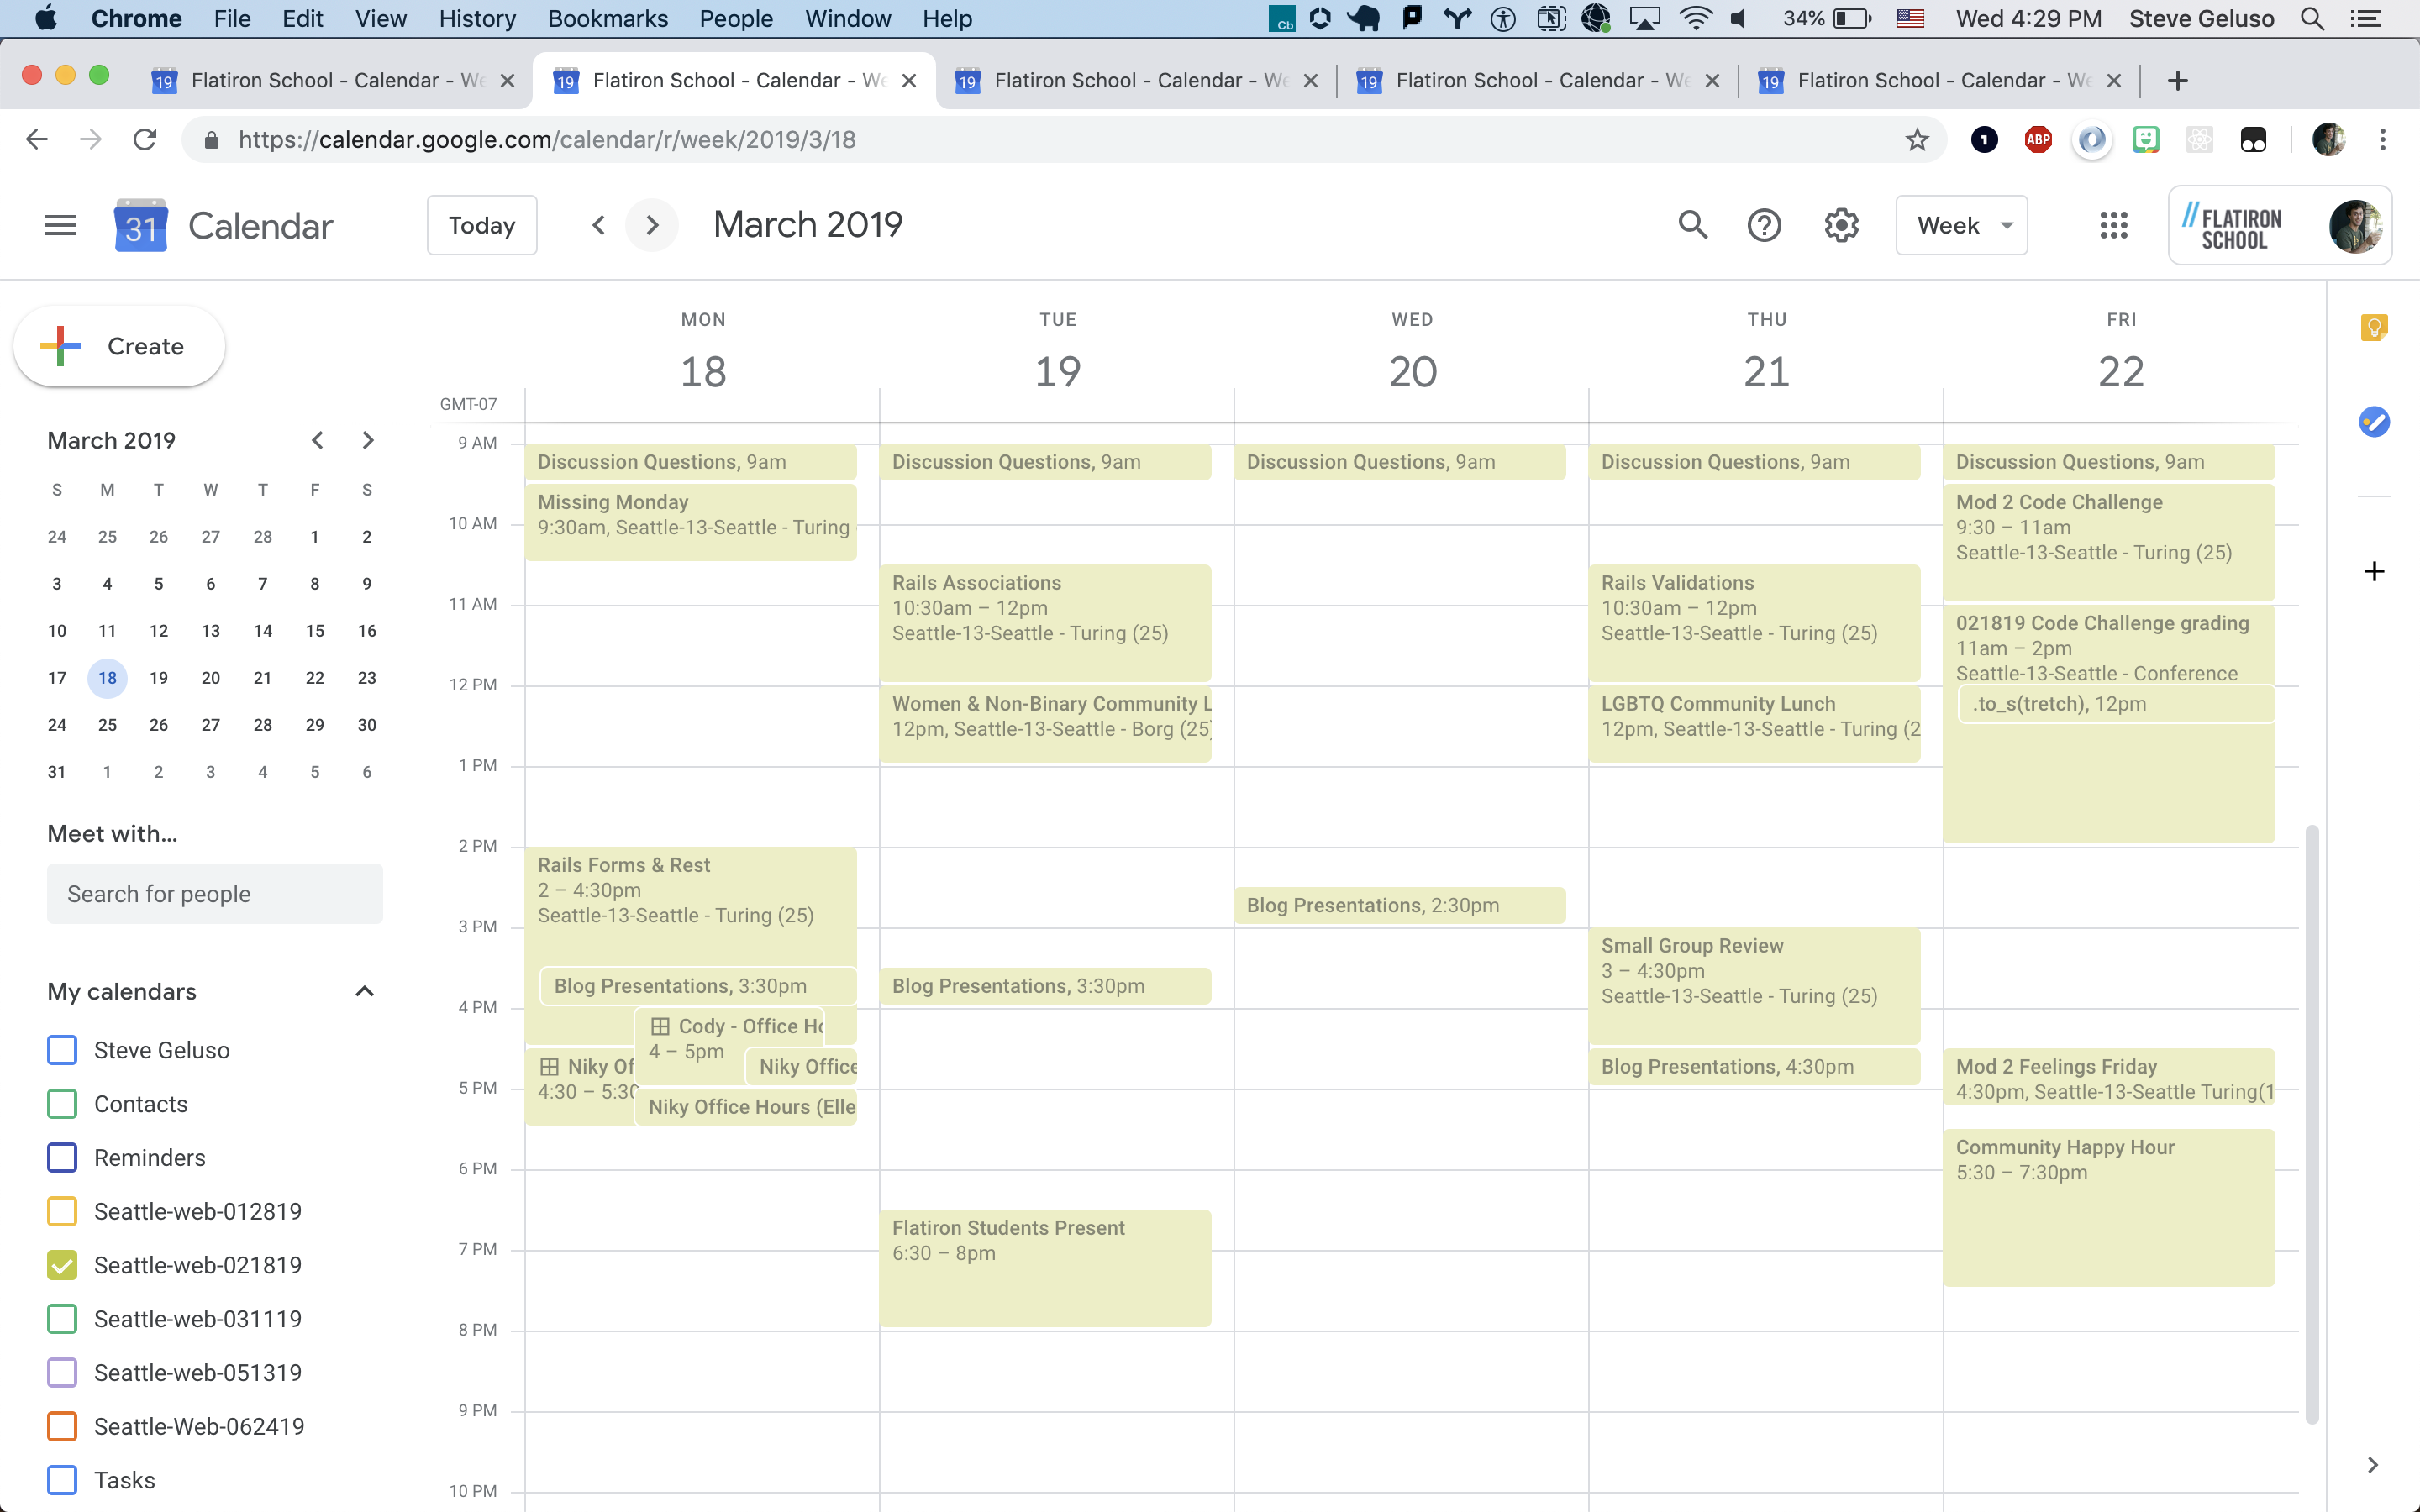 Chrome File Edit View History Bookmarks People Window Help
Cb
34%
Wed 4:29 PM Steve Geluso
19 Flatiron School - Calendar - We
19 Flatiron School - Calendar - We
19 Flatiron School - Calendar - We
19 Flatiron School - Calendar - We
19 Flatiron School - Calendar - We
https://calendar.google.com/calendar/r/week/2019/3/18
1
ABP
31 Calendar
Today
March 2019
Week
// FLATIRON
SCHOOL
Create
March 2019
S M T W T F S
24 25 26 27 28 1 2
3 4 5 6 7 8 9
10 11 12 13 14 15 16
17 18 19 20 21 22 23
24 25 26 27 28 29 30
31 1 2 3 4 5 6
Meet with...
Search for people
My calendars
Steve Geluso
Contacts
Reminders
Seattle-web-012819
Seattle-web-021819
Seattle-web-031119
Seattle-web-051319
Seattle-Web-062419
Tasks
GMT-07
9 AM
10 AM
11 AM
12 PM
1 PM
2 PM
3 PM
4 PM
5 PM
6 PM
7 PM
8 PM
9 PM
10 PM
MON
18
Discussion Questions, 9am
Missing Monday
9:30am, Seattle-13-Seattle - Turing
Rails Forms & Rest
2 – 4:30pm
Seattle-13-Seattle - Turing (25)
Blog Presentations, 3:30pm
Cody - Office Ho
4 – 5pm
Niky Of
4:30 – 5:30
Niky Office
Niky Office Hours (Elle
TUE
19
Discussion Questions, 9am
Rails Associations
10:30am – 12pm
Seattle-13-Seattle - Turing (25)
Women & Non-Binary Community L
12pm, Seattle-13-Seattle - Borg (25)
Blog Presentations, 3:30pm
Flatiron Students Present
6:30 – 8pm
WED
20
Discussion Questions, 9am
Blog Presentations, 2:30pm
THU
21
Discussion Questions, 9am
Rails Validations
10:30am – 12pm
Seattle-13-Seattle - Turing (25)
LGBTQ Community Lunch
12pm, Seattle-13-Seattle - Turing (2
Small Group Review
3 – 4:30pm
Seattle-13-Seattle - Turing (25)
Blog Presentations, 4:30pm
FRI
22
Discussion Questions, 9am
Mod 2 Code Challenge
9:30 – 11am
Seattle-13-Seattle - Turing (25)
021819 Code Challenge grading
11am – 2pm
Seattle-13-Seattle - Conference
.to_s(tretch), 12pm
Mod 2 Feelings Friday
4:30pm, Seattle-13-Seattle Turing(1
Community Happy Hour
5:30 – 7:30pm